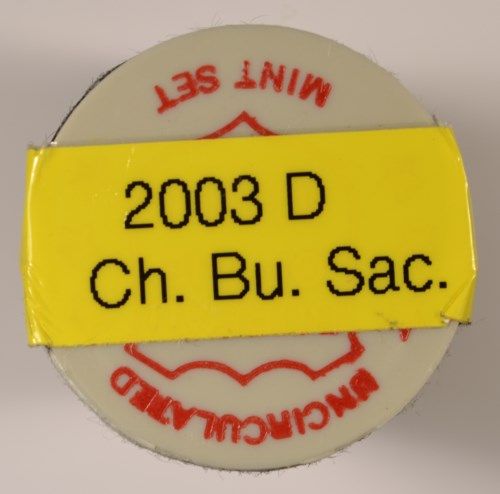 MINT SET
2003 D
Ch. Bu. Sac.
UNCIRCULATED